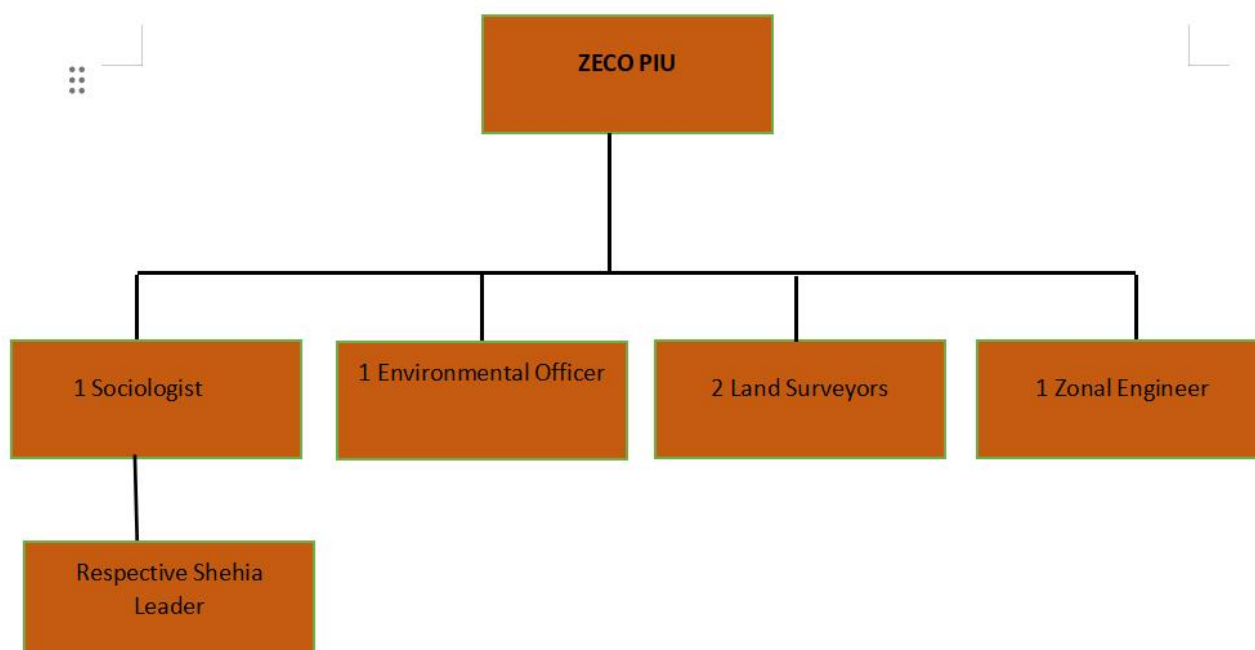 ZECO PIU
1 Sociologist
1 Environmental Officer
2 Land Surveyors
1 Zonal Engineer
Respective Shehia
Leader